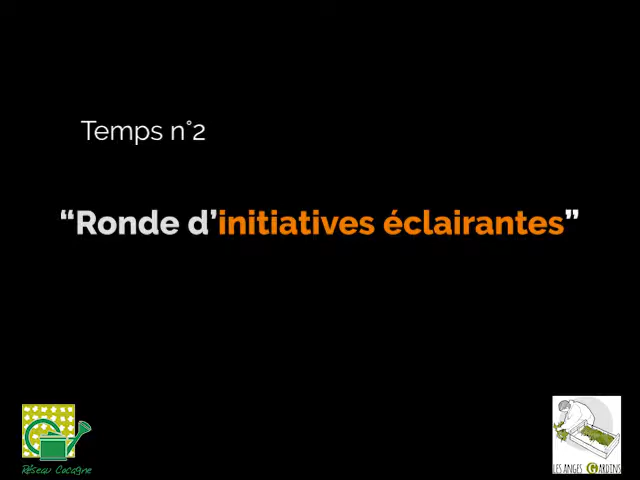 Temps n°2
“Ronde d’initiatives éclairantes”
Réseau Cocagne
LES ANGES GARDINS